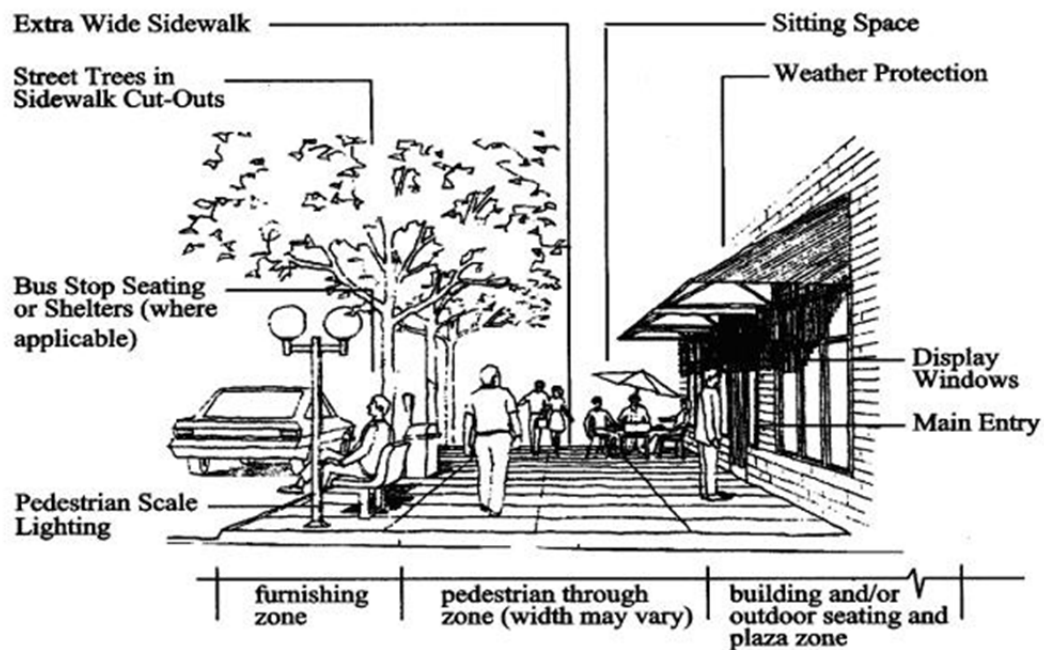 Extra Wide Sidewalk
Sitting Space
Street Trees in
Sidewalk Cut-Outs
Weather Protection
Bus Stop Seating
or Shelters (where
applicable)
Display
Windows
Main Entry
Pedestrian Scale
Lighting
furnishing
zone
pedestrian through
zone (width may vary)
building and/or
outdoor seating and
plaza zone